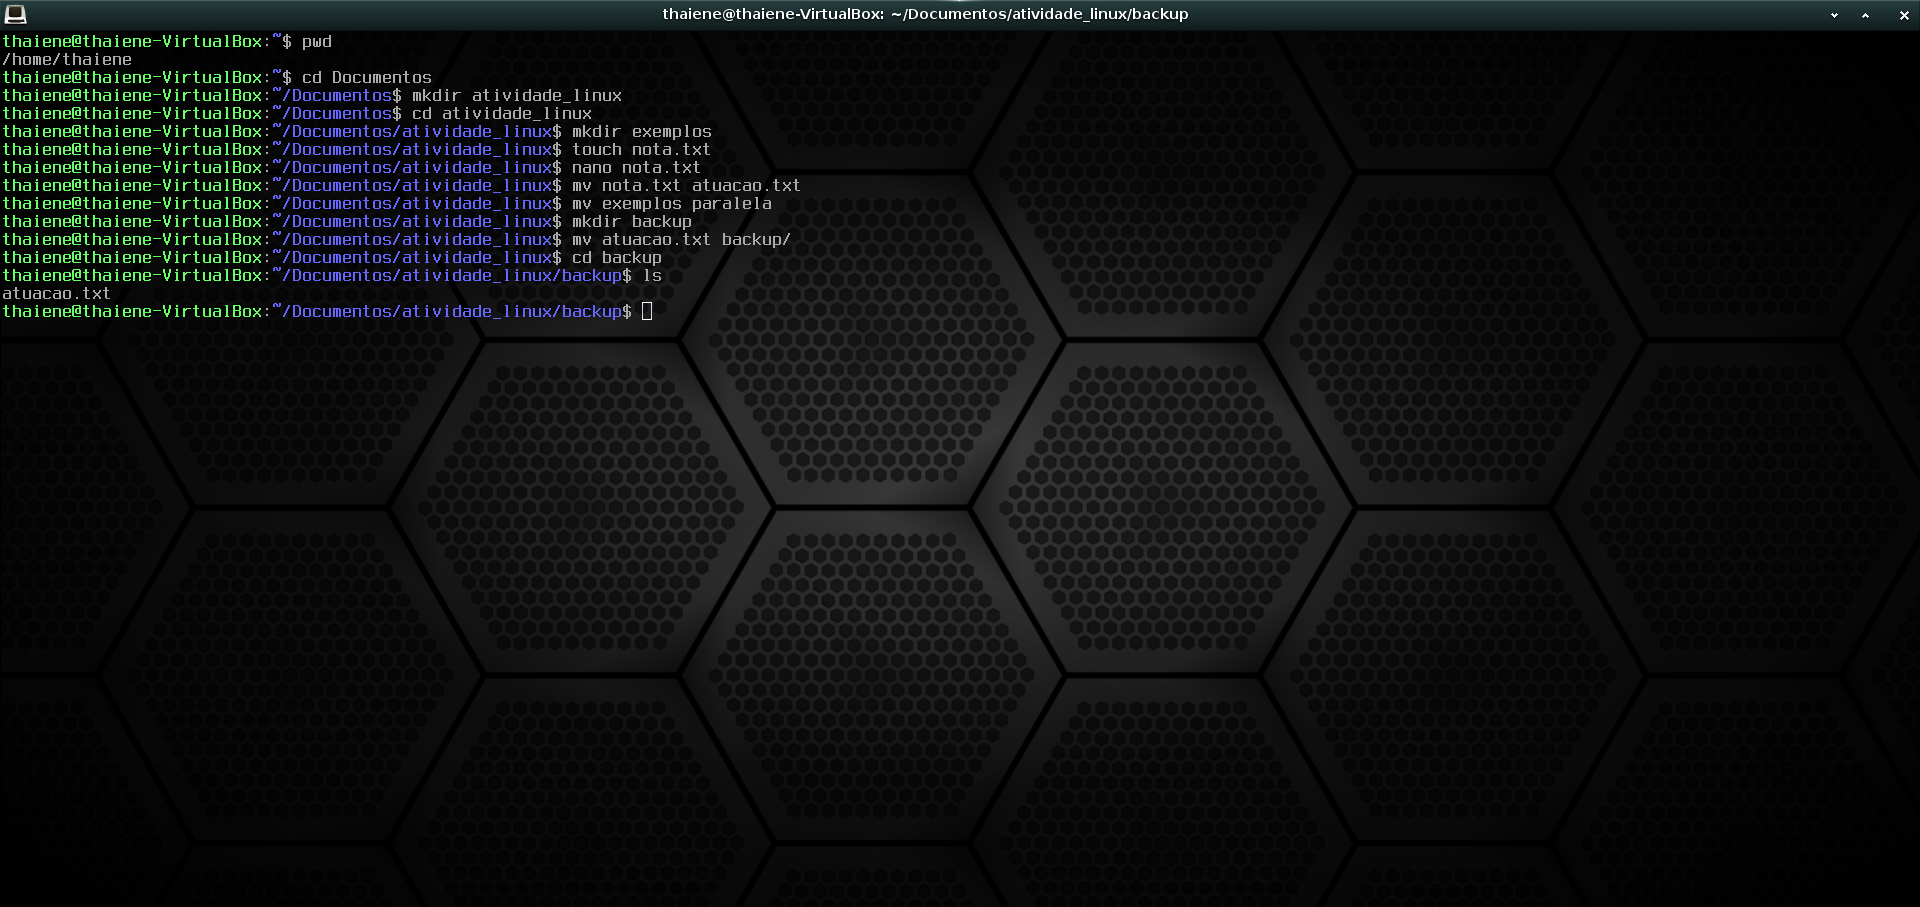 thaiene@thaiene-VirtualBox: ~/Documentos/atividade_linux/backup
thaiene@thaiene-VirtualBox:~$ pwd
/home/thaiene
thaiene@thaiene-VirtualBox:~$ cd Documentos
thaiene@thaiene-VirtualBox:~/Documentos$ mkdir atividade_linux
thaiene@thaiene-VirtualBox:~/Documentos$ cd atividade_linux
thaiene@thaiene-VirtualBox:~/Documentos/atividade_linux$ mkdir exemplos
thaiene@thaiene-VirtualBox:~/Documentos/atividade_linux$ touch nota.txt
thaiene@thaiene-VirtualBox:~/Documentos/atividade_linux$ nano nota.txt
thaiene@thaiene-VirtualBox:~/Documentos/atividade_linux$ mv nota.txt atuacao.txt
thaiene@thaiene-VirtualBox:~/Documentos/atividade_linux$ mv exemplos paralela
thaiene@thaiene-VirtualBox:~/Documentos/atividade_linux$ mkdir backup
thaiene@thaiene-VirtualBox:~/Documentos/atividade_linux$ mv atuacao.txt backup/
thaiene@thaiene-VirtualBox:~/Documentos/atividade_linux$ cd backup
thaiene@thaiene-VirtualBox:~/Documentos/atividade_linux/backup$ ls
atuacao.txt
thaiene@thaiene-VirtualBox:~/Documentos/atividade_linux/backup$